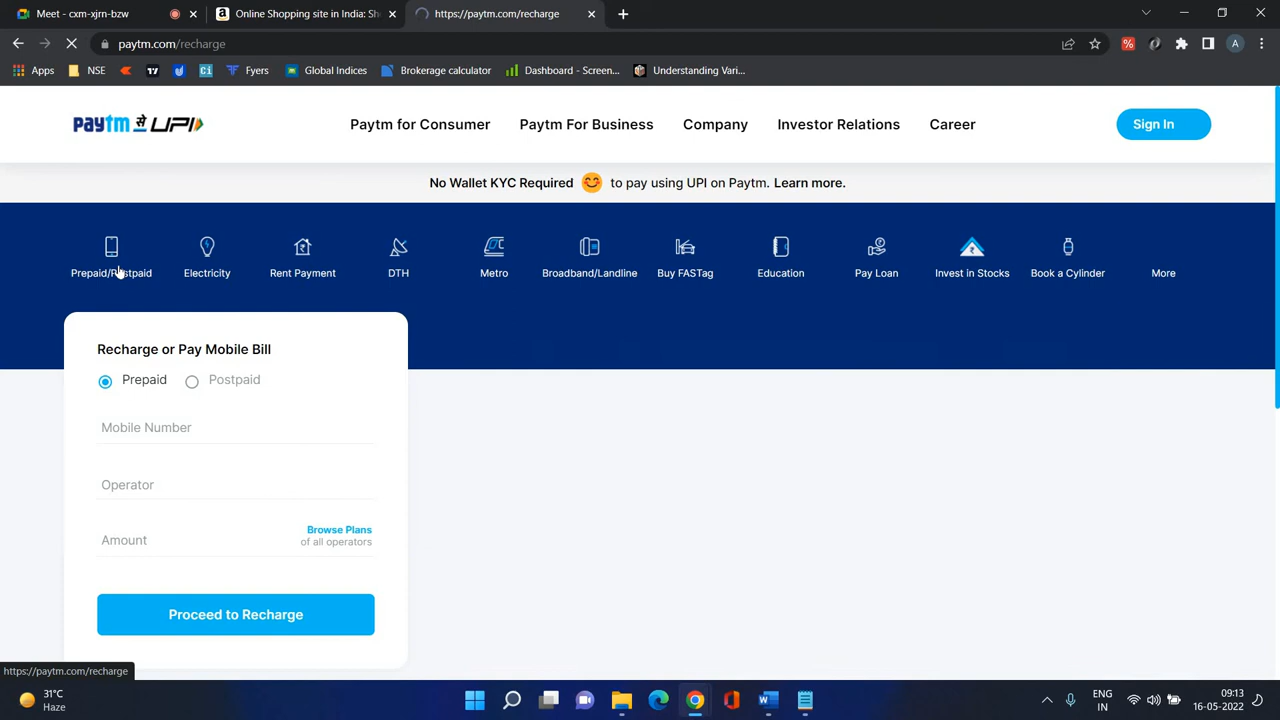 Meet - cxm-xjrn-bzw
Online Shopping site in India: Sh
https://paytm.com/recharge
paytm.com/recharge
Apps
NSE
Fyers
Global Indices
Brokerage calculator
Dashboard - Screen...
Understanding Vari...
paytm से UPI
Paytm for Consumer
Paytm For Business
Company
Investor Relations
Career
Sign In
No Wallet KYC Required 😊 to pay using UPI on Paytm. Learn more.
Prepaid/Postpaid
Electricity
Rent Payment
DTH
Metro
Broadband/Landline
Buy FASTag
Education
Pay Loan
Invest in Stocks
Book a Cylinder
More
Recharge or Pay Mobile Bill
Prepaid
Postpaid
Mobile Number
Operator
Amount
Browse Plans
of all operators
Proceed to Recharge
https://paytm.com/recharge
31°C
Haze
ENG
IN
09:13
16-05-2022